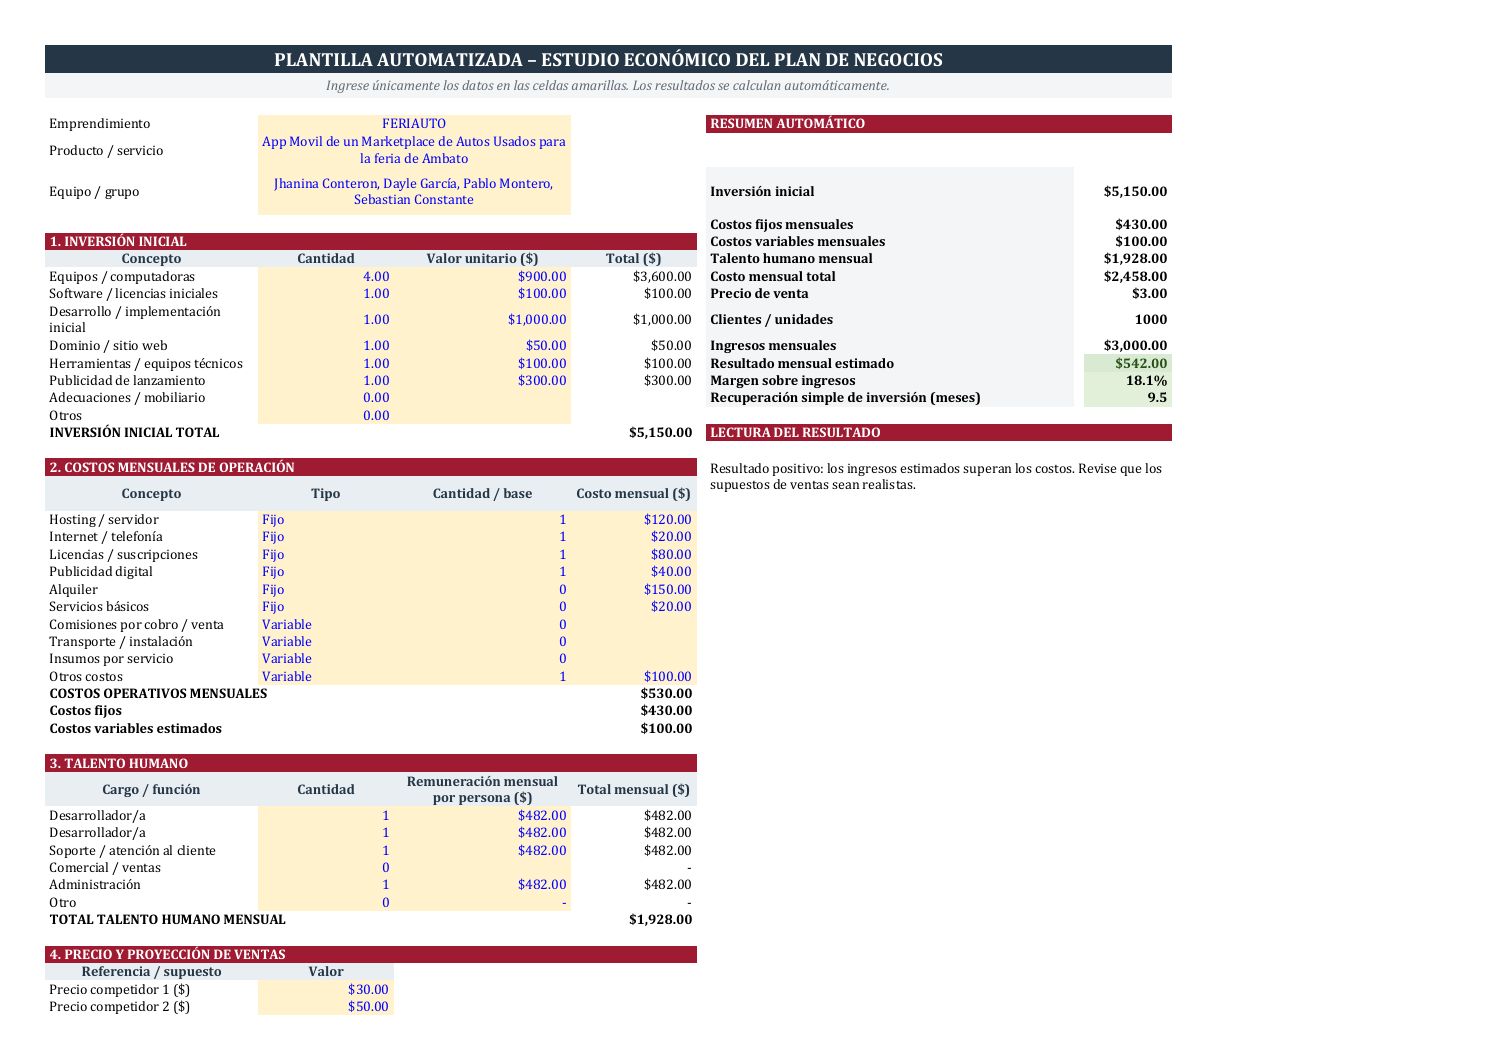 PLANTILLA AUTOMATIZADA – ESTUDIO ECONÓMICO DEL PLAN DE NEGOCIOS
Ingrese únicamente los datos en las celdas amarillas. Los resultados se calculan automáticamente.
Emprendimiento FERIAUTO
Producto / servicio App Movil de un Marketplace de Autos Usados para
la feria de Ambato
Equipo / grupo Jhanina Conteron, Dayle García, Pablo Montero,
Sebastian Constante
1. INVERSIÓN INICIAL
Concepto Cantidad Valor unitario ($) Total ($)
Equipos / computadoras 4.00 $900.00 $3,600.00
Software / licencias iniciales 1.00 $100.00 $100.00
Desarrollo / implementación
inicial 1.00 $1,000.00 $1,000.00
Dominio / sitio web 1.00 $50.00 $50.00
Herramientas / equipos técnicos 1.00 $100.00 $100.00
Publicidad de lanzamiento 1.00 $300.00 $300.00
Adecuaciones / mobiliario 0.00
Otros 0.00
INVERSIÓN INICIAL TOTAL $5,150.00
2. COSTOS MENSUALES DE OPERACIÓN
Concepto Tipo Cantidad / base Costo mensual ($)
Hosting / servidor Fijo 1 $120.00
Internet / telefonía Fijo 1 $20.00
Licencias / suscripciones Fijo 1 $80.00
Publicidad digital Fijo 1 $40.00
Alquiler Fijo 0 $150.00
Servicios básicos Fijo 0 $20.00
Comisiones por cobro / venta Variable 0
Transporte / instalación Variable 0
Insumos por servicio Variable 0
Otros costos Variable 1 $100.00
COSTOS OPERATIVOS MENSUALES $530.00
Costos fijos $430.00
Costos variables estimados $100.00
3. TALENTO HUMANO
Cargo / función Cantidad Remuneración mensual
por persona ($) Total mensual ($)
Desarrollador/a 1 $482.00 $482.00
Desarrollador/a 1 $482.00 $482.00
Soporte / atención al cliente 1 $482.00 $482.00
Comercial / ventas 0 -
Administración 1 $482.00 $482.00
Otro 0 - -
TOTAL TALENTO HUMANO MENSUAL $1,928.00
4. PRECIO Y PROYECCIÓN DE VENTAS
Referencia / supuesto Valor
Precio competidor 1 ($) $30.00
Precio competidor 2 ($) $50.00
RESUMEN AUTOMÁTICO
Inversión inicial $5,150.00
Costos fijos mensuales $430.00
Costos variables mensuales $100.00
Talento humano mensual $1,928.00
Costo mensual total $2,458.00
Precio de venta $3.00
Clientes / unidades 1000
Ingresos mensuales $3,000.00
Resultado mensual estimado $542.00
Margen sobre ingresos 18.1%
Recuperación simple de inversión (meses) 9.5
LECTURA DEL RESULTADO
Resultado positivo: los ingresos estimados superan los costos. Revise que los
supuestos de ventas sean realistas.